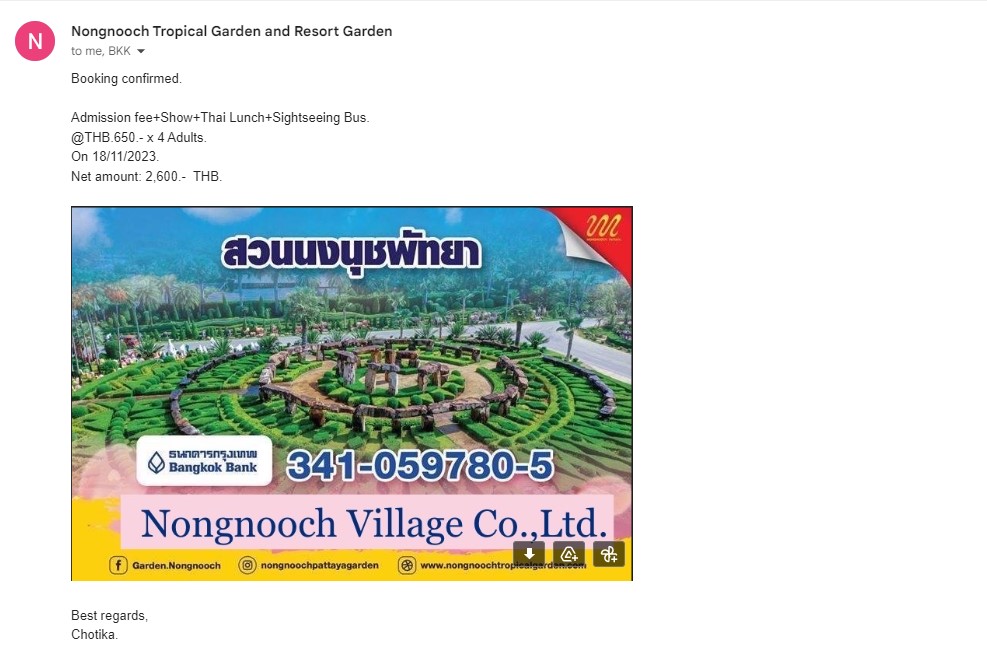 N
Nongnooch Tropical Garden and Resort Garden
to me, BKK
Booking confirmed.
Admission fee+Show+Thai Lunch+Sightseeing Bus.
@THB.650.- x 4 Adults.
On 18/11/2023.
Net amount: 2,600.- THB.
สวนนงนุชพัทยา
ธนาคารกรุงเทพ
Bangkok Bank
341-059780-5
Nongnooch Village Co.,Ltd.
Garden.Nongnooch nongnoochpattayagarden www.nongnoochtropicalgarden.com
Best regards,
Chotika.